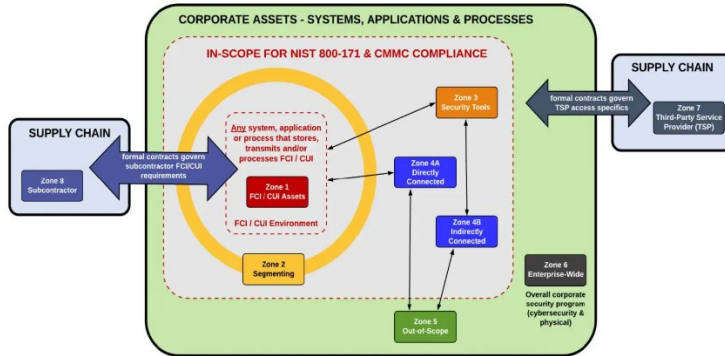 CORPORATE ASSETS - SYSTEMS, APPLICATIONS & PROCESSES
IN-SCOPE FOR NIST 800-171 & CMMC COMPLIANCE
SUPPLY CHAIN
Zone 8
Subcontractor
formal contracts govern
subcontractor FCI/CUI
requirements
Any system, application
or process that stores,
transmits and/or
processes FCI / CUI
Zone 1
FCI / CUI Assets
FCI / CUI Environment
Zone 2
Segmenting
Zone 3
Security Tools
Zone 4A
Directly
Connected
Zone 4B
Indirectly
Connected
Zone 5
Out-of-Scope
Zone 6
Enterprise-Wide
Overall corporate
security program
(cybersecurity &
physical)
formal contracts govern
TSP access specifics
SUPPLY CHAIN
Zone 7
Third-Party Service
Provider (TSP)